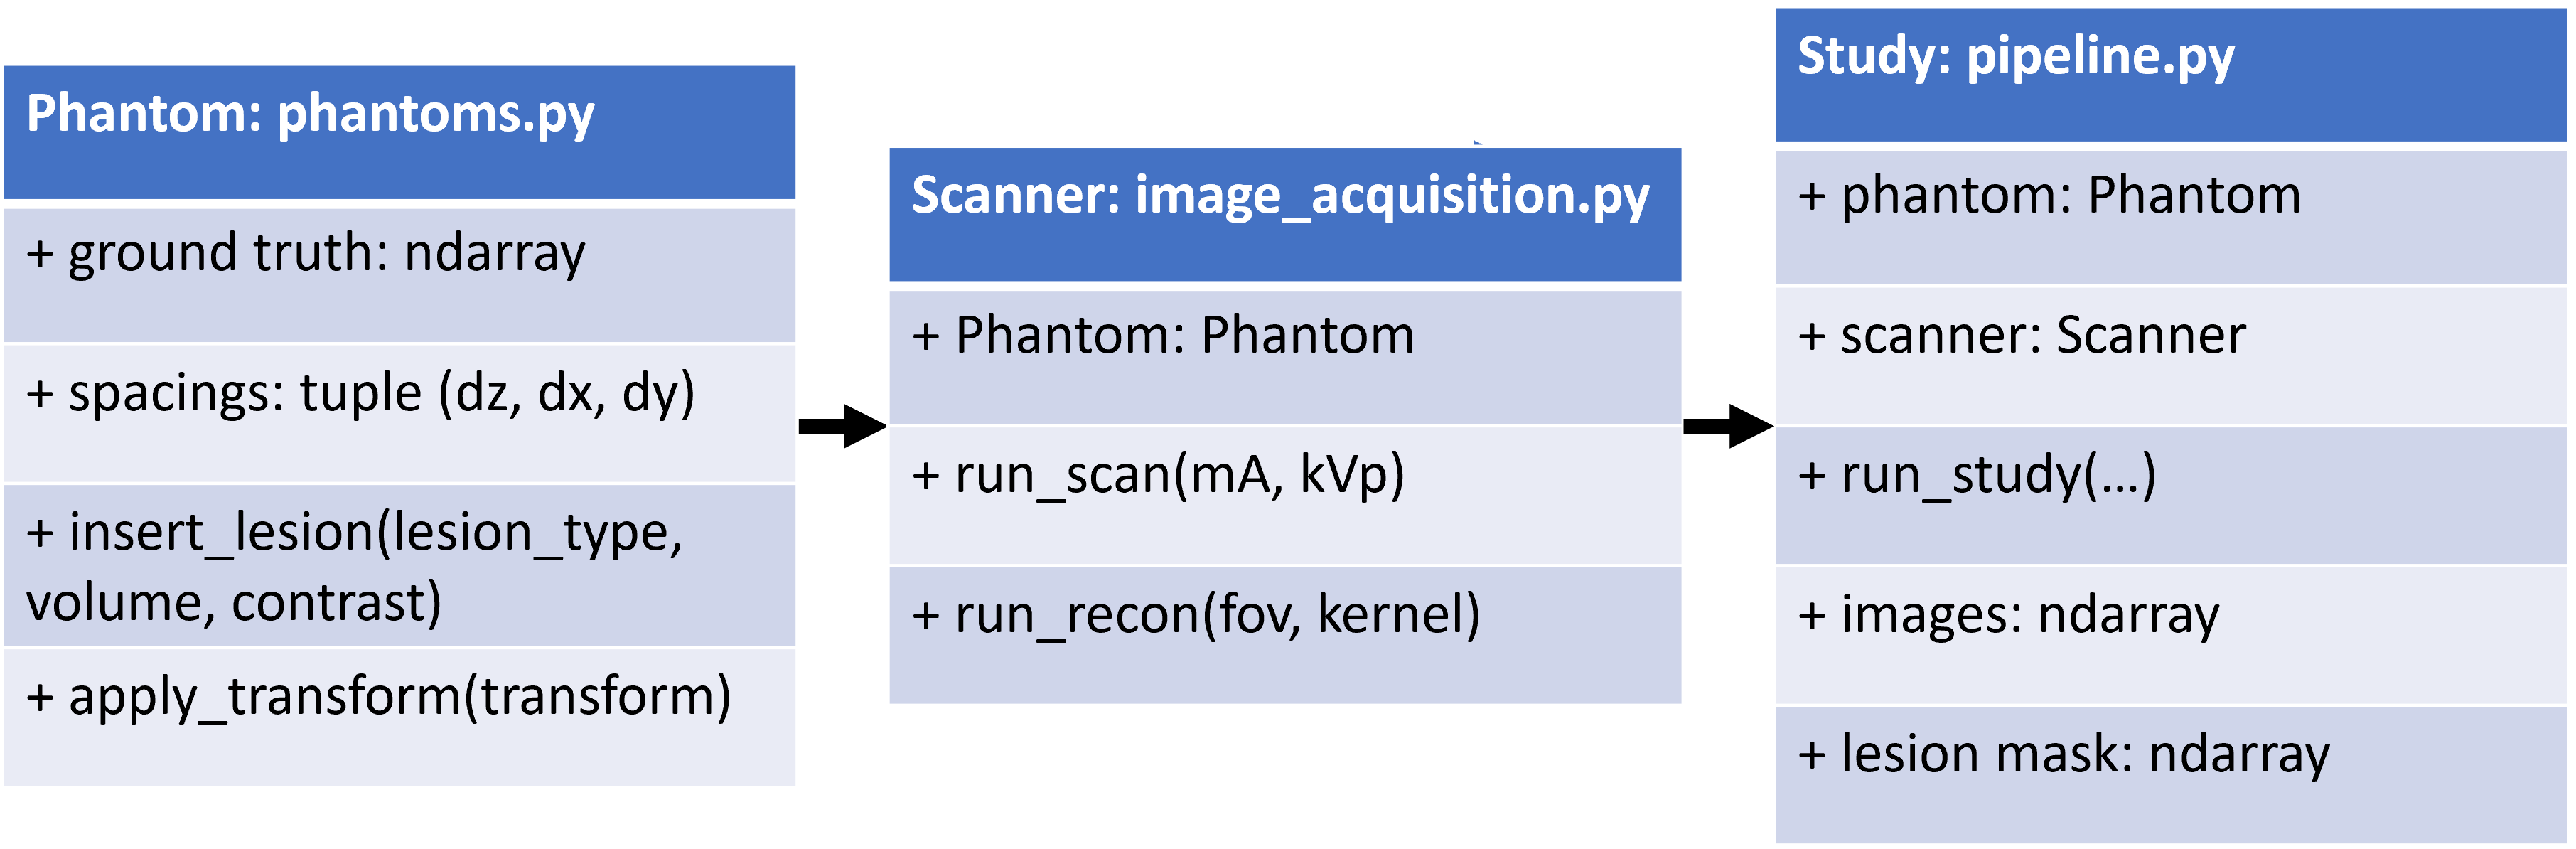 Phantom: phantoms.py
+ ground truth: ndarray
+ spacings: tuple (dz, dx, dy)
+ insert_lesion(lesion_type,
volume, contrast)
+ apply_transform(transform)
Scanner: image_acquisition.py
+ Phantom: Phantom
+ run_scan(mA, kVp)
+ run_recon(fov, kernel)
Study: pipeline.py
+ phantom: Phantom
+ scanner: Scanner
+ run_study(...)
+ images: ndarray
+ lesion mask: ndarray